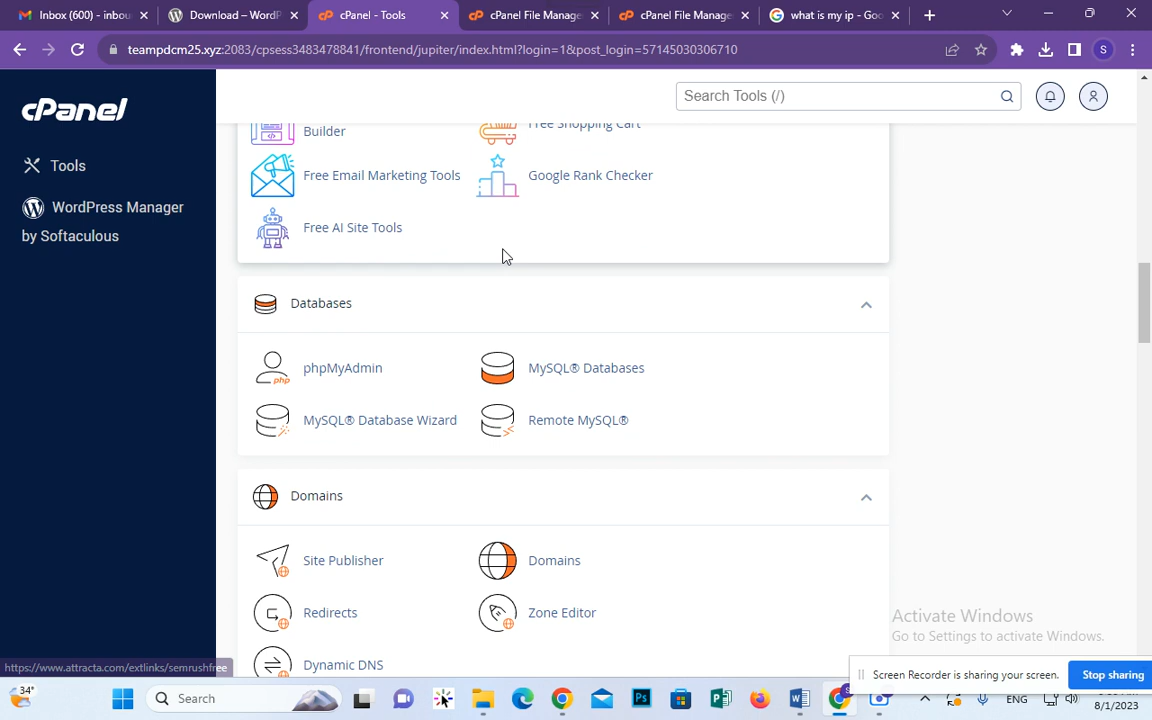 Inbox (600) - inbou
Download – WordP
cPanel - Tools
cPanel File Manage
cPanel File Manage
what is my ip - Goo
teampdcm25.xyz:2083/cpsess3483478841/frontend/jupiter/index.html?login=1&post_login=57145030306710
S
cPanel
Search Tools (/)
Tools
WordPress Manager
by Softaculous
Builder
Free Shopping Cart
Free Email Marketing Tools
Google Rank Checker
Free AI Site Tools
Databases
phpMyAdmin
MySQL® Databases
MySQL® Database Wizard
Remote MySQL®
Domains
Site Publisher
Domains
Redirects
Zone Editor
Dynamic DNS
Activate Windows
Go to Settings to activate Windows.
https://www.attracta.com/extlinks/semrushfree
Screen Recorder is sharing your screen.
Stop sharing
34°
Search
ENG
8/1/2023